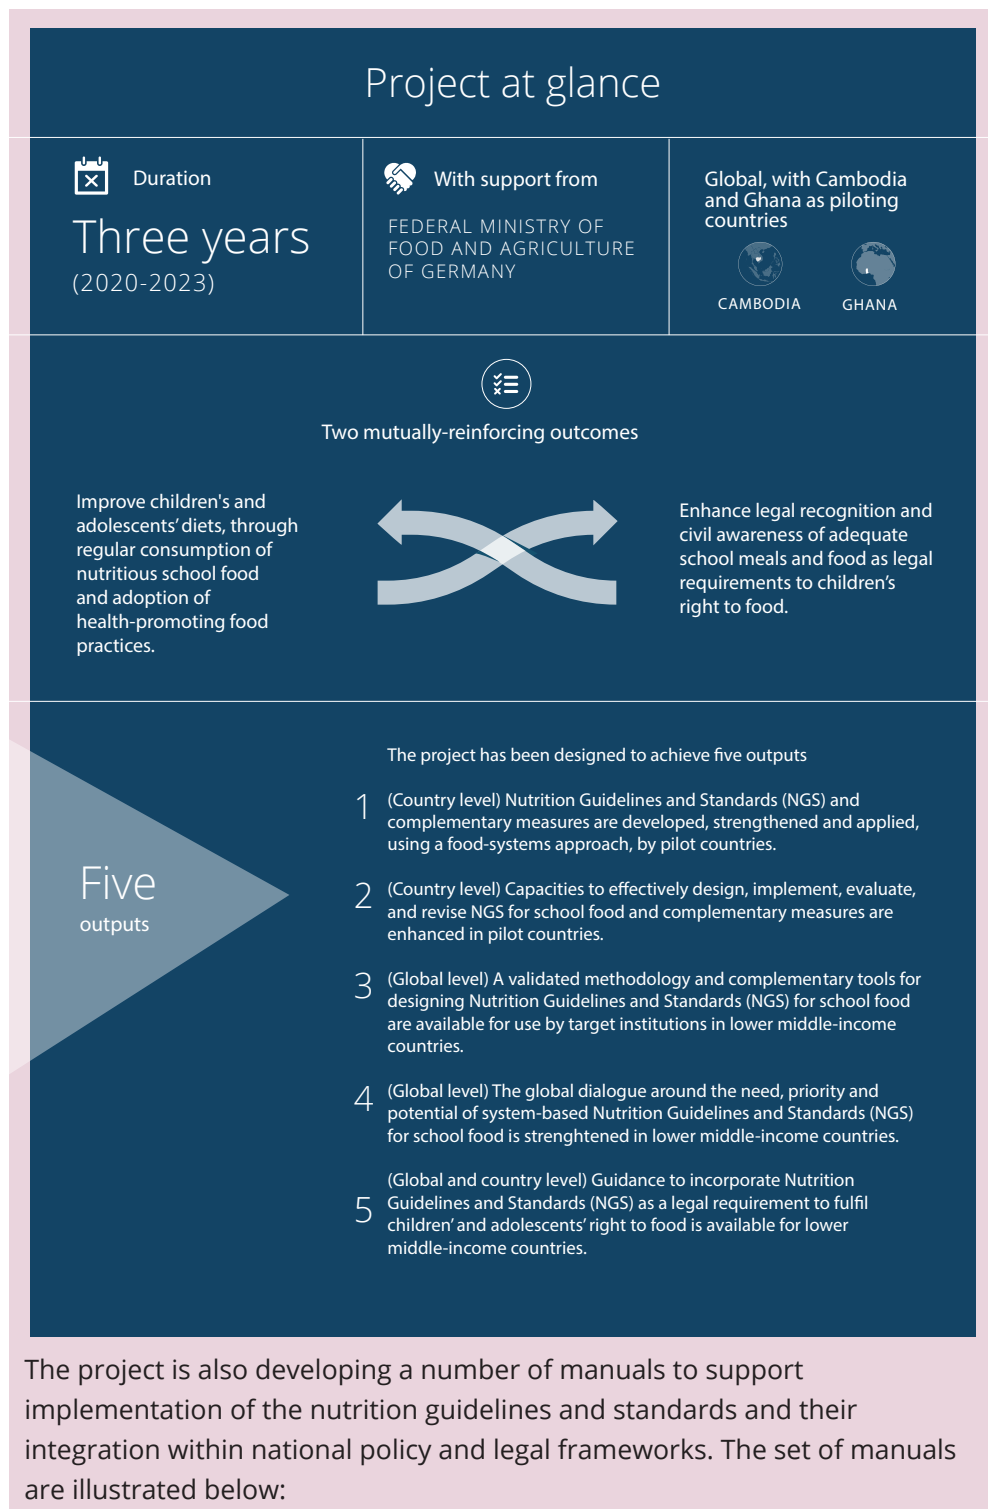 Project at glance
Duration
Three years
(2020-2023)
With support from
FEDERAL MINISTRY OF
FOOD AND AGRICULTURE
OF GERMANY
Global, with Cambodia
and Ghana as piloting
countries
CAMBODIA
GHANA
Two mutually-reinforcing outcomes
Improve children's and
adolescents’ diets, through
regular consumption of
nutritious school food
and adoption of
health-promoting food
practices.
Enhance legal recognition and
civil awareness of adequate
school meals and food as legal
requirements to children’s
right to food.
Five
outputs
The project has been designed to achieve five outputs
1
(Country level) Nutrition Guidelines and Standards (NGS) and
complementary measures are developed, strengthened and applied,
using a food-systems approach, by pilot countries.
2
(Country level) Capacities to effectively design, implement, evaluate,
and revise NGS for school food and complementary measures are
enhanced in pilot countries.
3
(Global level) A validated methodology and complementary tools for
designing Nutrition Guidelines and Standards (NGS) for school food
are available for use by target institutions in lower middle-income
countries.
4
(Global level) The global dialogue around the need, priority and
potential of system-based Nutrition Guidelines and Standards (NGS)
for school food is strenghtened in lower middle-income countries.
5
(Global and country level) Guidance to incorporate Nutrition
Guidelines and Standards (NGS) as a legal requirement to fulfil
children’ and adolescents’ right to food is available for lower
middle-income countries.
The project is also developing a number of manuals to support
implementation of the nutrition guidelines and standards and their
integration within national policy and legal frameworks. The set of manuals
are illustrated below: